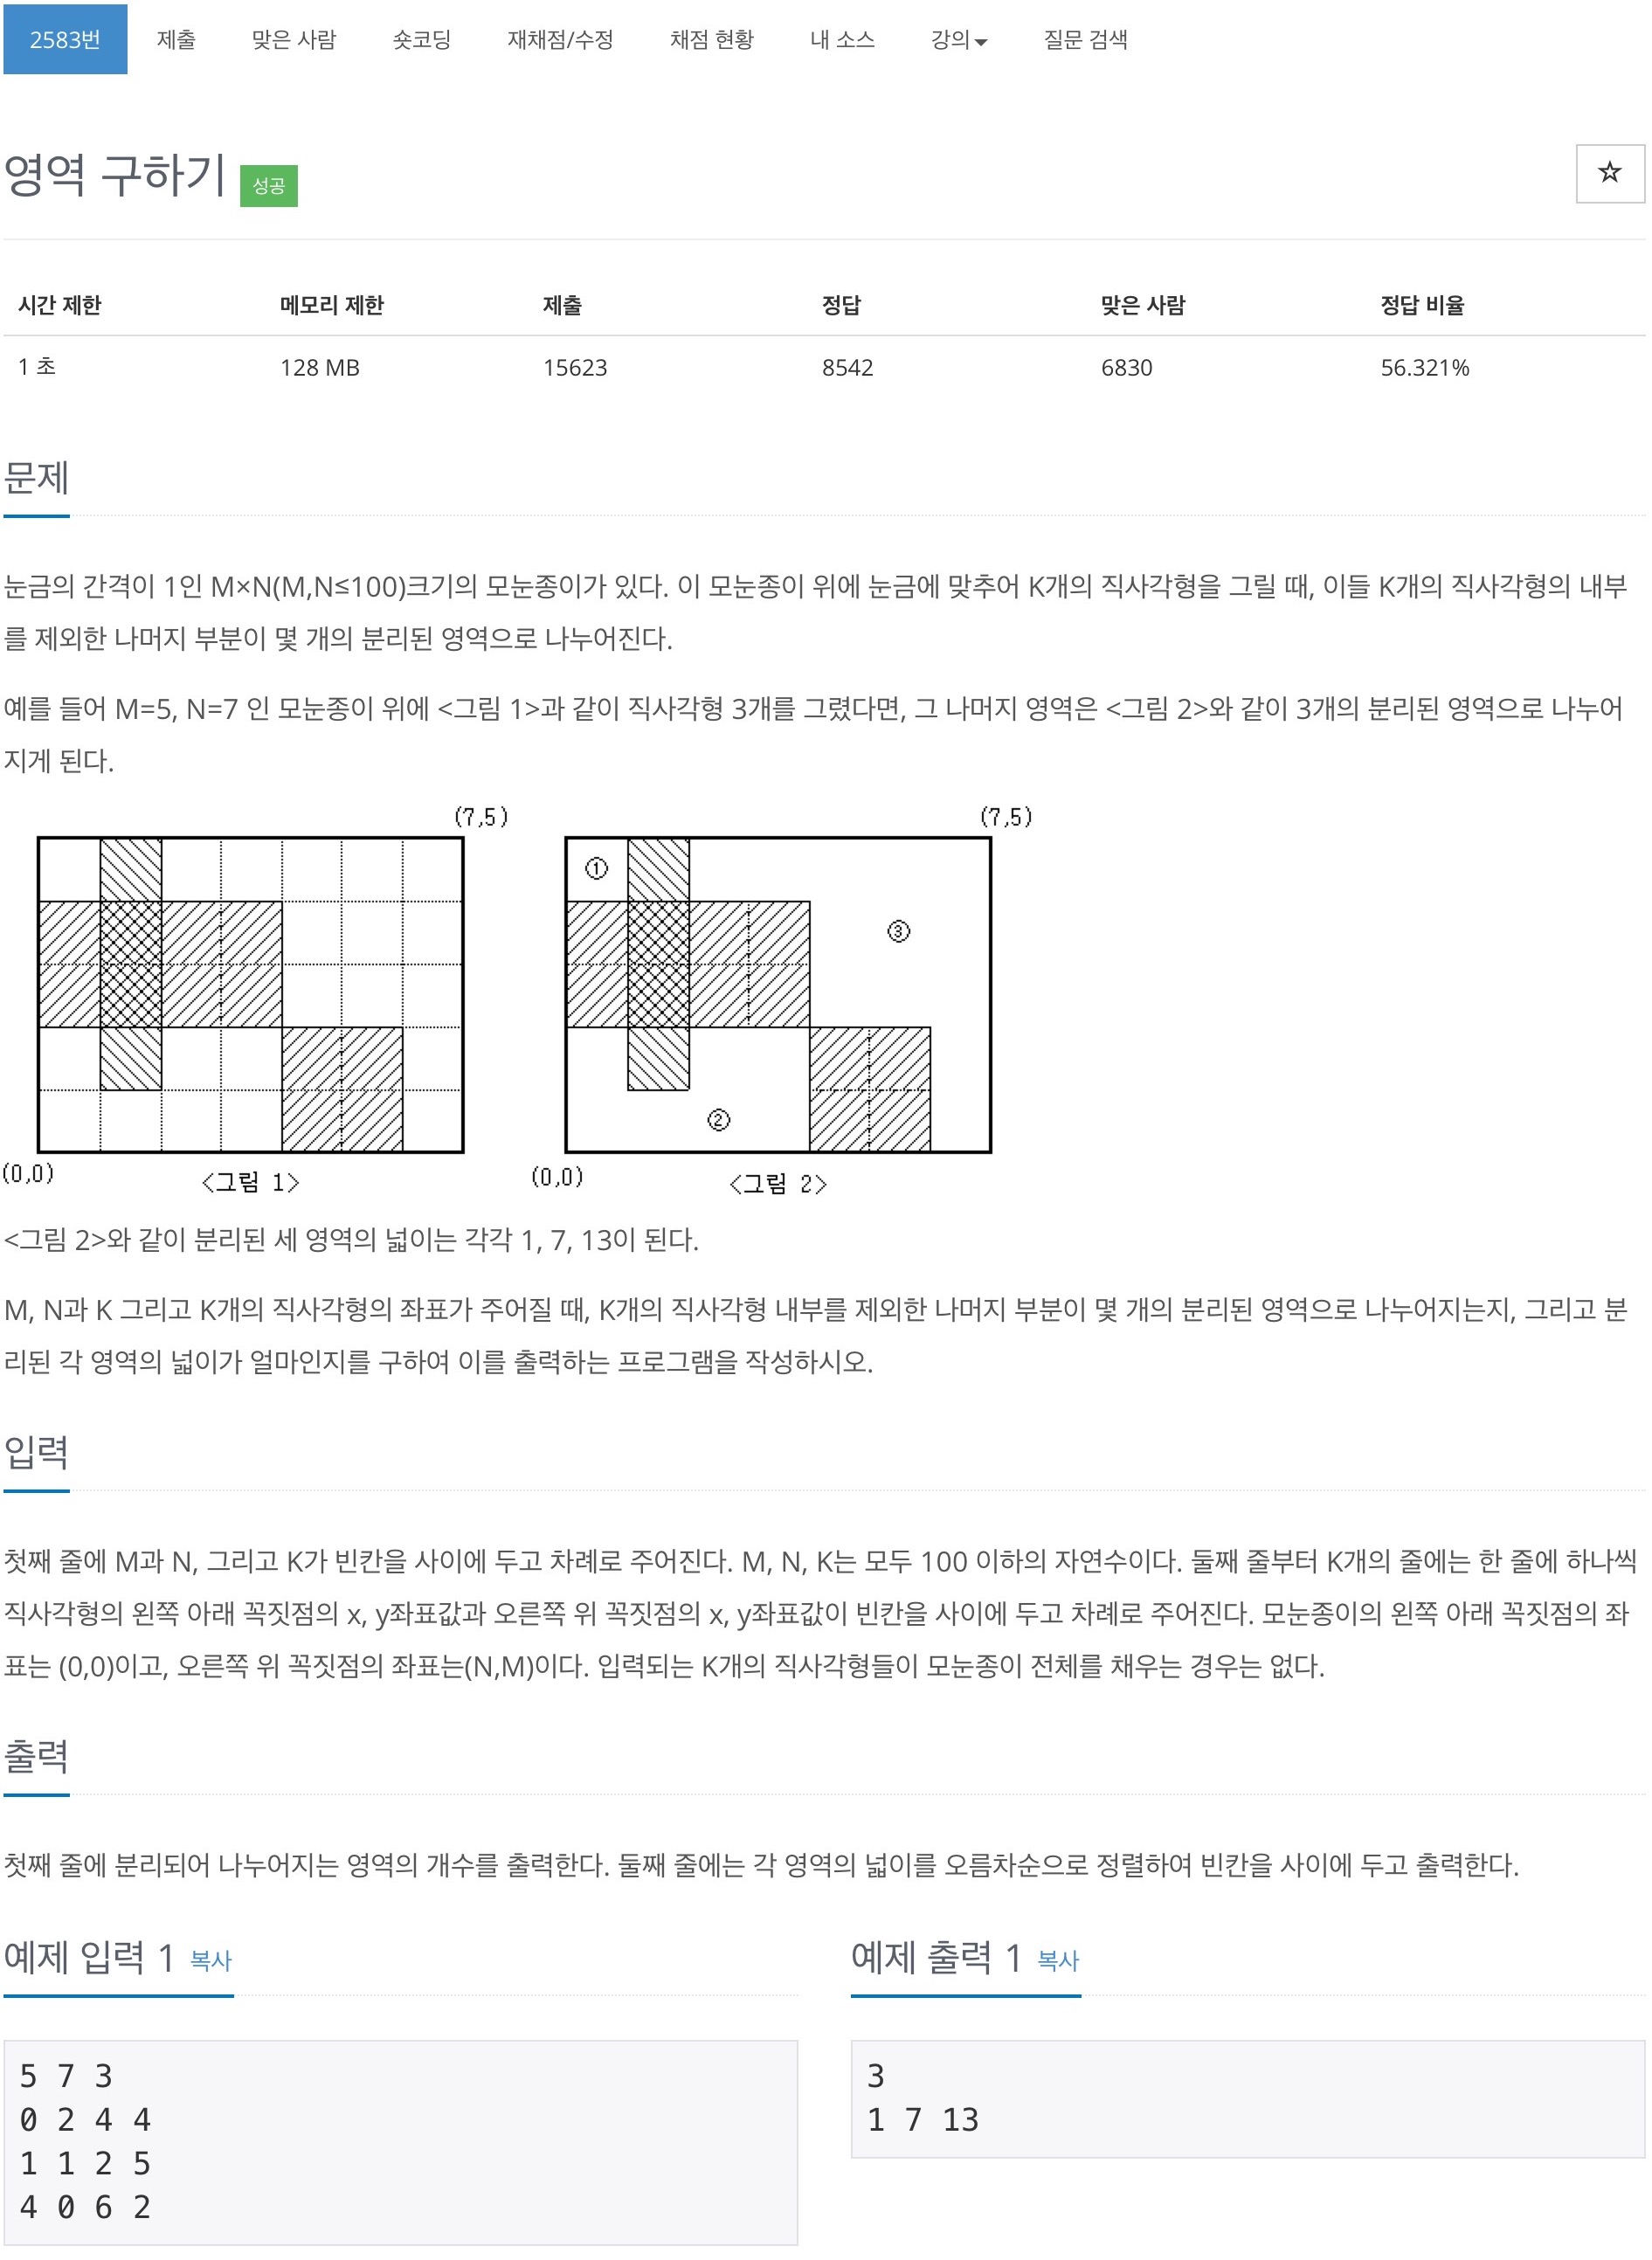 2583번 제출 맞은 사람 숏코딩 재채점/수정 채점 현황 내 소스 강의 질문 검색
영역 구하기 성공
시간 제한 메모리 제한 제출 정답 맞은 사람 정답 비율
1 초 128 MB 15623 8542 6830 56.321%
문제
눈금의 간격이 1인 M×N(M,N≤100)크기의 모눈종이가 있다. 이 모눈종이 위에 눈금에 맞추어 K개의 직사각형을 그릴 때, 이들 K개의 직사각형의 내부
를 제외한 나머지 부분이 몇 개의 분리된 영역으로 나누어진다.
예를 들어 M=5, N=7 인 모눈종이 위에 <그림 1>과 같이 직사각형 3개를 그렸다면, 그 나머지 영역은 <그림 2>와 같이 3개의 분리된 영역으로 나누어
지게 된다.
(7,5) (7,5)
①
③
②
(0,0) <그림 1> (0,0) <그림 2>
<그림 2>와 같이 분리된 세 영역의 넓이는 각각 1, 7, 13이 된다.
M, N과 K 그리고 K개의 직사각형의 좌표가 주어질 때, K개의 직사각형 내부를 제외한 나머지 부분이 몇 개의 분리된 영역으로 나누어지는지, 그리고 분
리된 각 영역의 넓이가 얼마인지를 구하여 이를 출력하는 프로그램을 작성하시오.
입력
첫째 줄에 M과 N, 그리고 K가 빈칸을 사이에 두고 차례로 주어진다. M, N, K는 모두 100 이하의 자연수이다. 둘째 줄부터 K개의 줄에는 한 줄에 하나씩
직사각형의 왼쪽 아래 꼭짓점의 x, y좌표값과 오른쪽 위 꼭짓점의 x, y좌표값이 빈칸을 사이에 두고 차례로 주어진다. 모눈종이의 왼쪽 아래 꼭짓점의 좌
표는 (0,0)이고, 오른쪽 위 꼭짓점의 좌표는(N,M)이다. 입력되는 K개의 직사각형들이 모눈종이 전체를 채우는 경우는 없다.
출력
첫째 줄에 분리되어 나누어지는 영역의 개수를 출력한다. 둘째 줄에는 각 영역의 넓이를 오름차순으로 정렬하여 빈칸을 사이에 두고 출력한다.
예제 입력 1 복사
5 7 3
0 2 4 4
1 1 2 5
4 0 6 2
예제 출력 1 복사
3
1 7 13